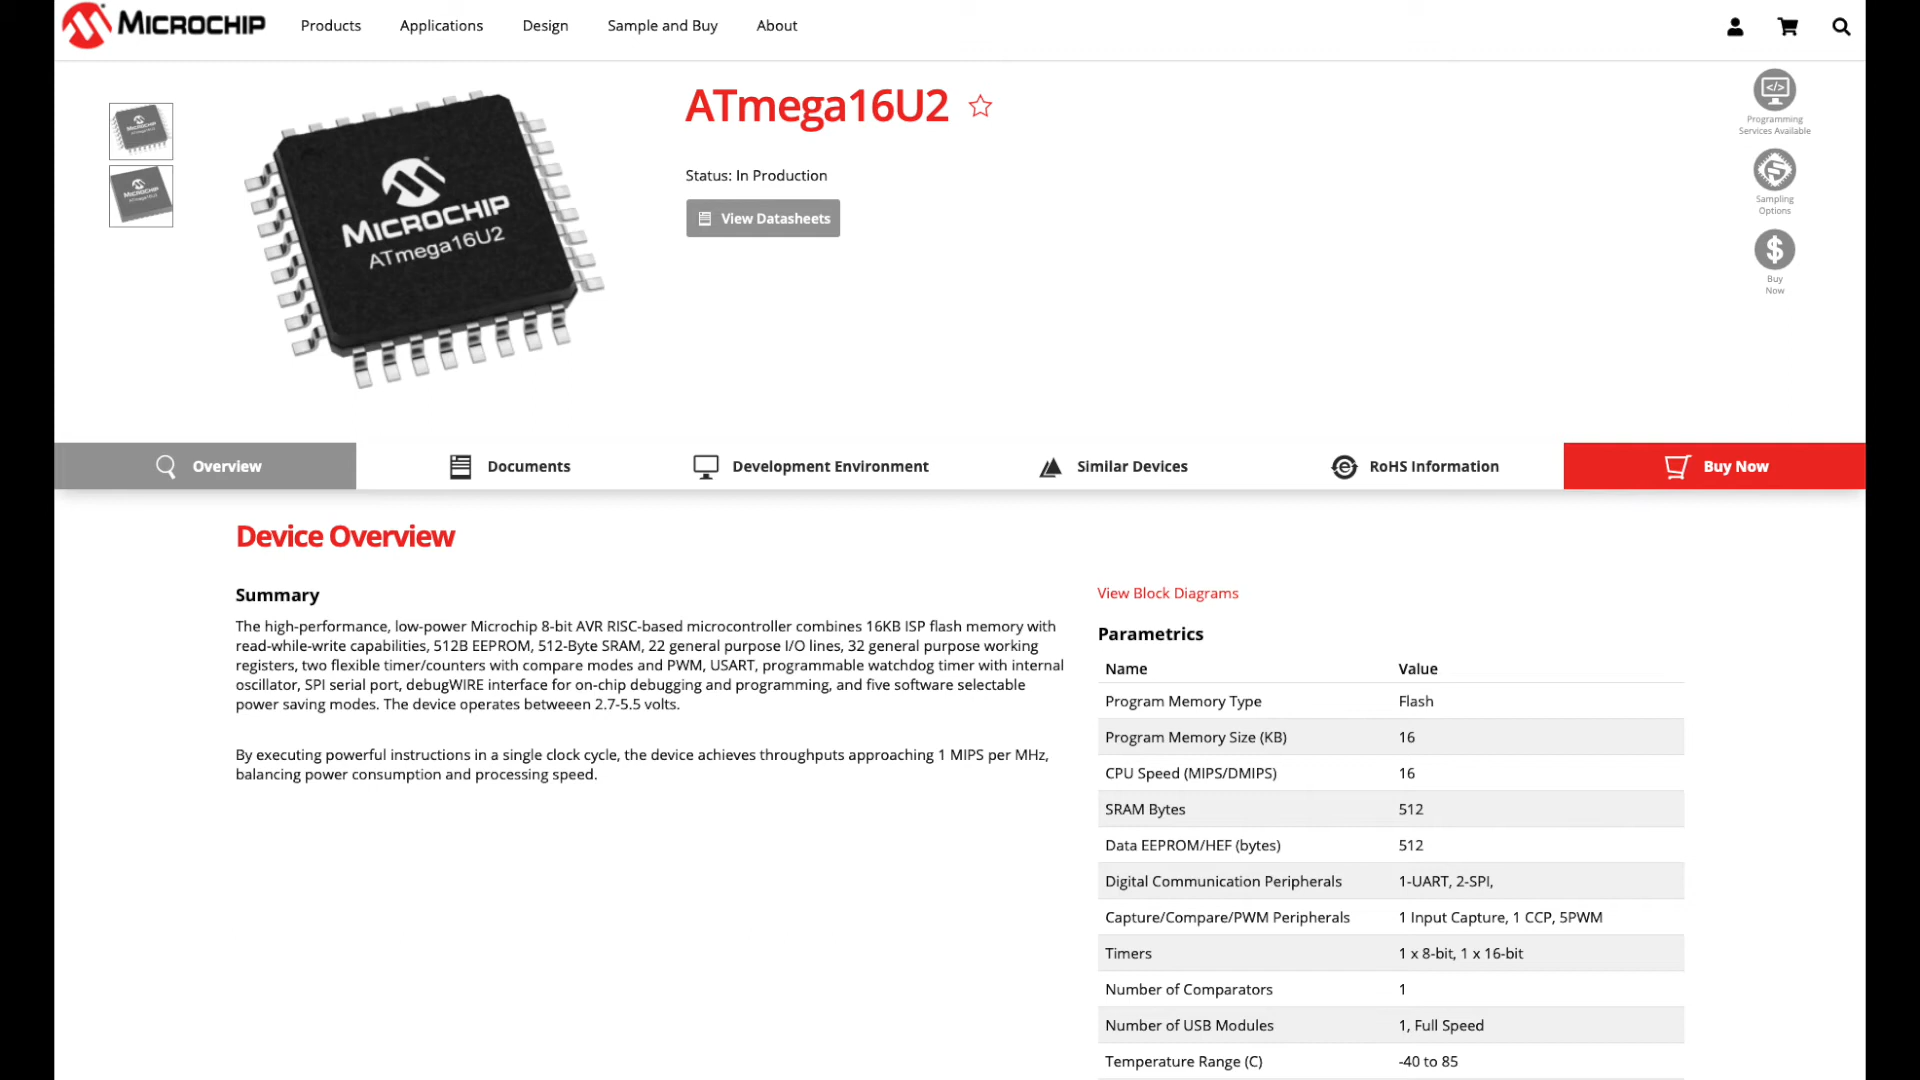 MICROCHIP
Products
Applications
Design
Sample and Buy
About
ATmega16U2
Status: In Production
View Datasheets
Programming
Services Available
Sampling
Options
Buy
Now
MICROCHIP
ATmega16U2
Overview
Documents
Development Environment
Similar Devices
RoHS Information
Buy Now
Device Overview
Summary
The high-performance, low-power Microchip 8-bit AVR RISC-based microcontroller combines 16KB ISP flash memory with
read-while-write capabilities, 512B EEPROM, 512-Byte SRAM, 22 general purpose I/O lines, 32 general purpose working
registers, two flexible timer/counters with compare modes and PWM, USART, programmable watchdog timer with internal
oscillator, SPI serial port, debugWIRE interface for on-chip debugging and programming, and five software selectable
power saving modes. The device operates betweeen 2.7-5.5 volts.
By executing powerful instructions in a single clock cycle, the device achieves throughputs approaching 1 MIPS per MHz,
balancing power consumption and processing speed.
View Block Diagrams
Parametrics
Name Value
Program Memory Type Flash
Program Memory Size (KB) 16
CPU Speed (MIPS/DMIPS) 16
SRAM Bytes 512
Data EEPROM/HEF (bytes) 512
Digital Communication Peripherals 1-UART, 2-SPI,
Capture/Compare/PWM Peripherals 1 Input Capture, 1 CCP, 5PWM
Timers 1 x 8-bit, 1 x 16-bit
Number of Comparators 1
Number of USB Modules 1, Full Speed
Temperature Range (C) -40 to 85